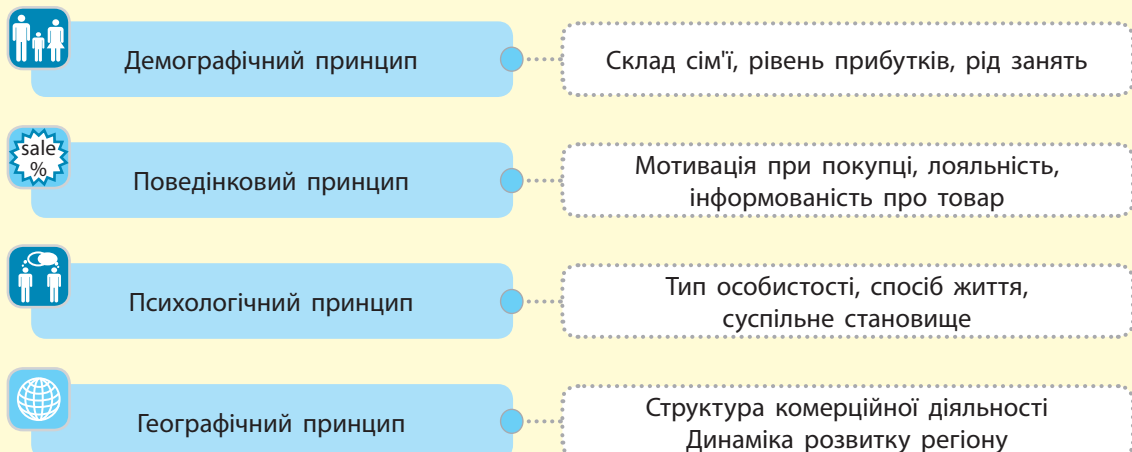 Демографічний принцип
Склад сім'ї, рівень прибутків, рід занять
sale
%
Поведінковий принцип
Мотивація при покупці, лояльність,
інформованість про товар
Психологічний принцип
Тип особистості, спосіб життя,
суспільне становище
Географічний принцип
Структура комерційної діяльності
Динаміка розвитку регіону